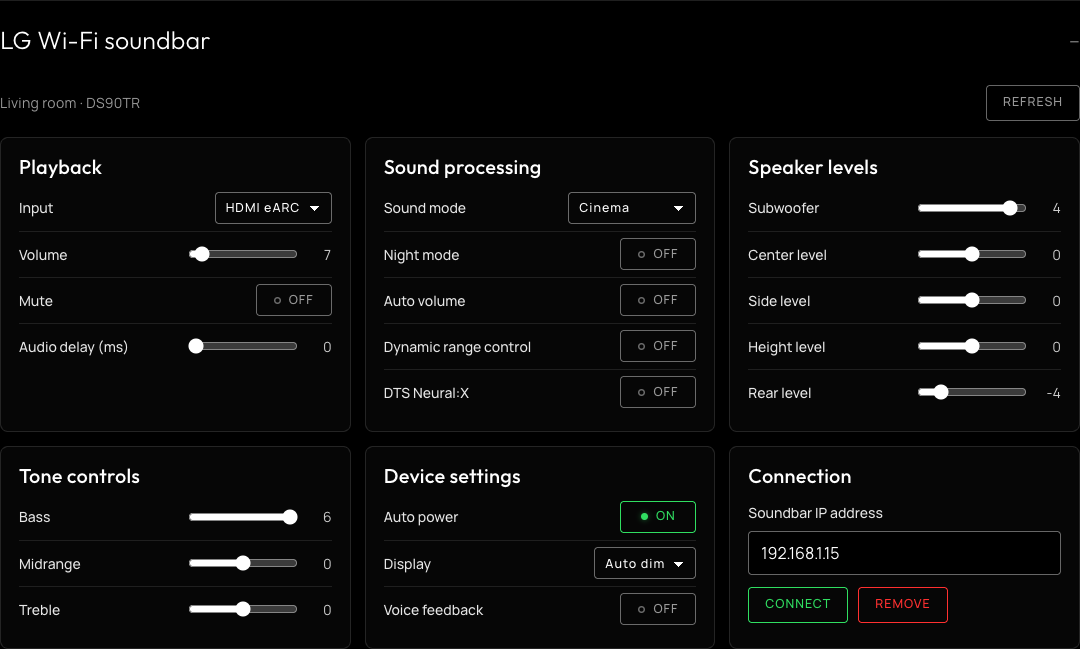 LG Wi-Fi soundbar
–
Living room · DS90TR
REFRESH
Playback
Input
HDMI eARC
Volume
7
Mute
OFF
Audio delay (ms)
0
Sound processing
Sound mode
Cinema
Night mode
OFF
Auto volume
OFF
Dynamic range control
OFF
DTS Neural:X
OFF
Speaker levels
Subwoofer
4
Center level
0
Side level
0
Height level
0
Rear level
-4
Tone controls
Bass
6
Midrange
0
Treble
0
Device settings
Auto power
ON
Display
Auto dim
Voice feedback
OFF
Connection
Soundbar IP address
192.168.1.15
CONNECT
REMOVE